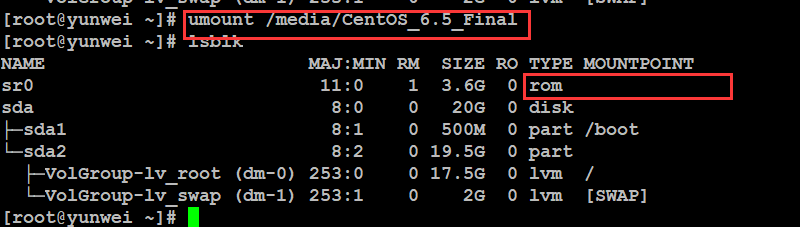 └─VolGroup-lv_swap (dm-1) 253:1 0 2G 0 lvm [SWAP]
[root@yunwei ~]# umount /media/CentOS_6.5_Final
[root@yunwei ~]# lsblk
NAME MAJ:MIN RM SIZE RO TYPE MOUNTPOINT
sr0 11:0 1 3.6G 0 rom
sda 8:0 0 20G 0 disk
├─sda1 8:1 0 500M 0 part /boot
└─sda2 8:2 0 19.5G 0 part
├─VolGroup-lv_root (dm-0) 253:0 0 17.5G 0 lvm /
└─VolGroup-lv_swap (dm-1) 253:1 0 2G 0 lvm [SWAP]
[root@yunwei ~]#